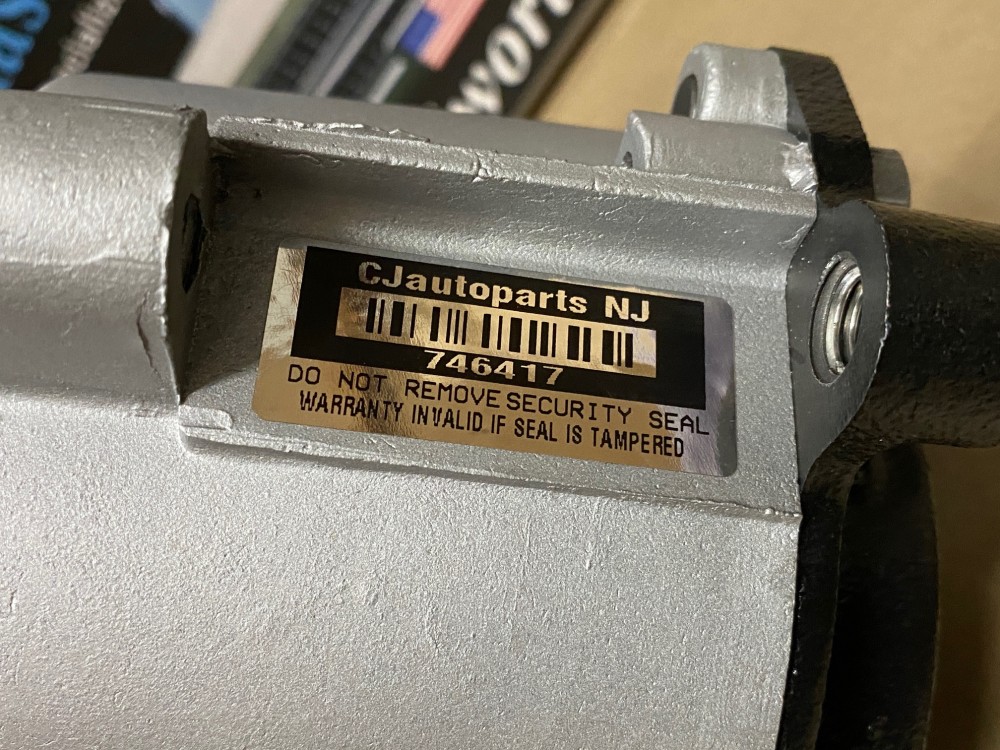 CJautoparts NJ
746417
DO NOT REMOVE SECURITY SEAL
WARRANTY INVALID IF SEAL IS TAMPERED